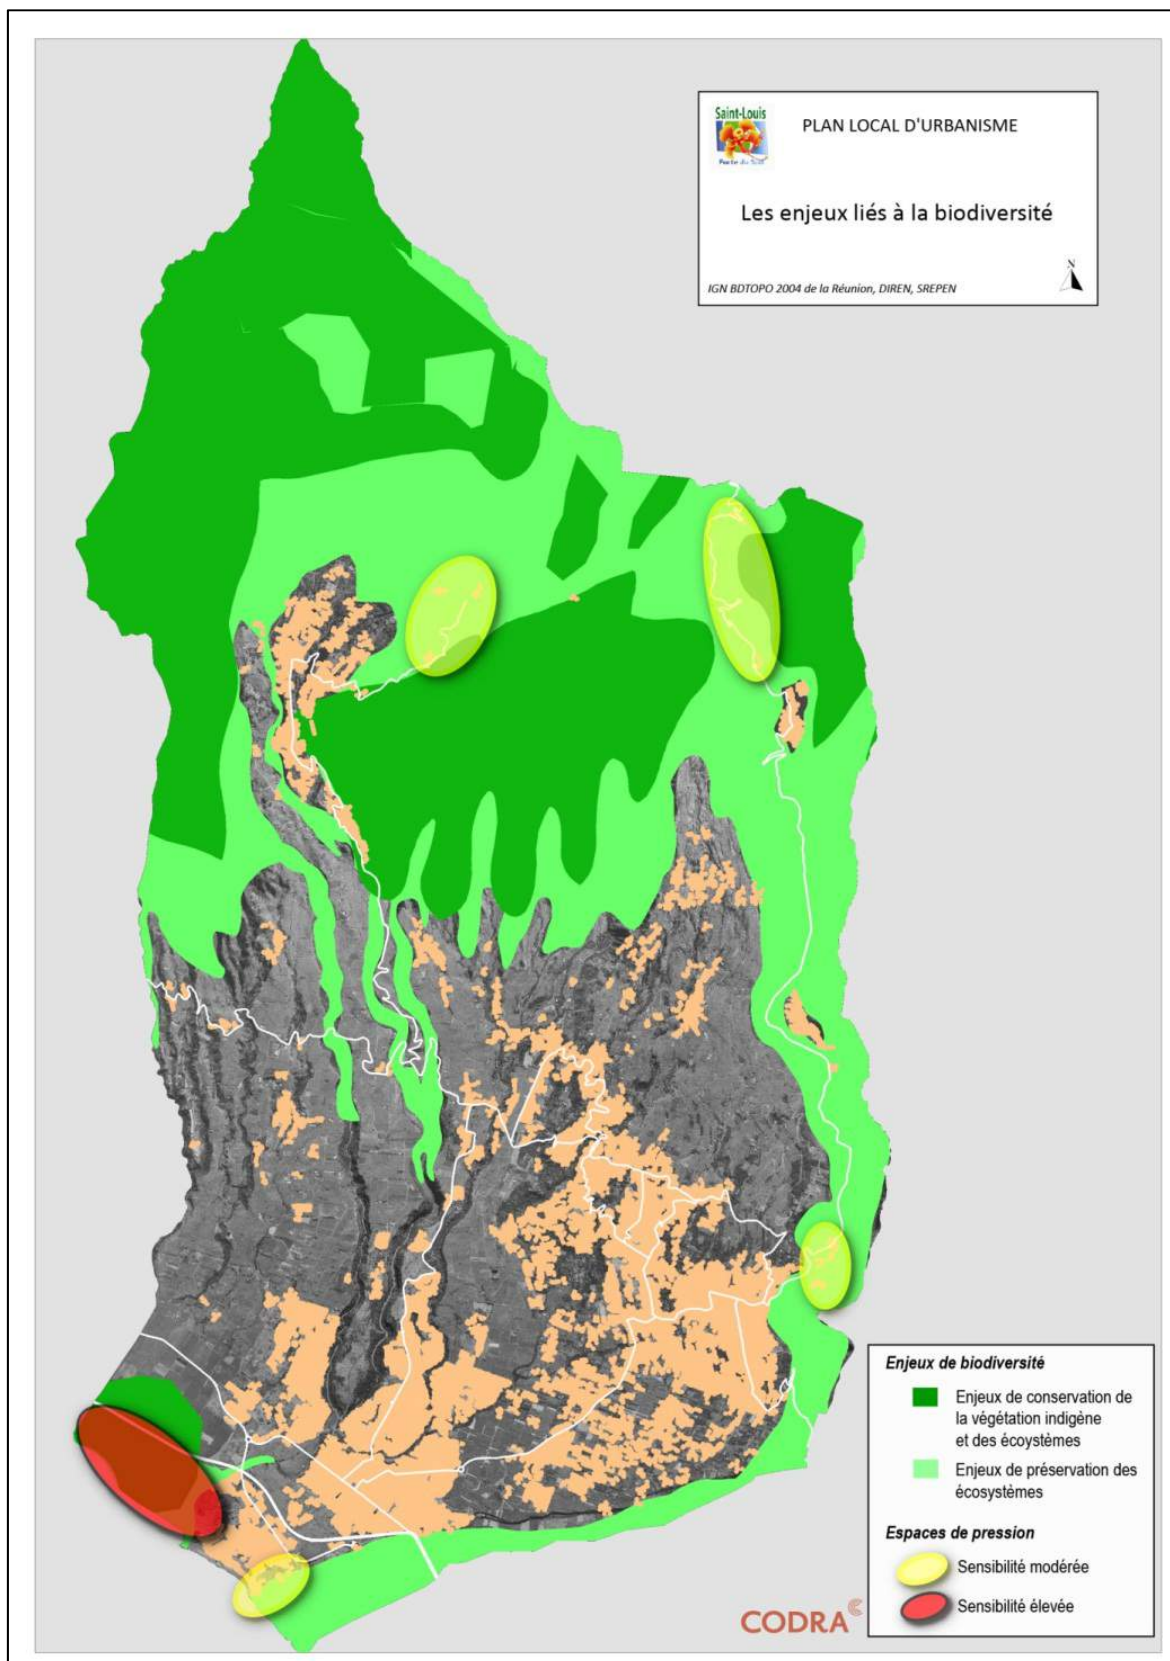 Saint-Louis
PLAN LOCAL D'URBANISME
Les enjeux liés à la biodiversité
N
IGN BDTOPO 2004 de la Réunion, DIREN, SREPEN
Enjeux de biodiversité
Enjeux de conservation de
la végétation indigène
et des écoystèmes
Enjeux de préservation des
écosystèmes
Espaces de pression
Sensibilité modérée
Sensibilité élevée
CODRA